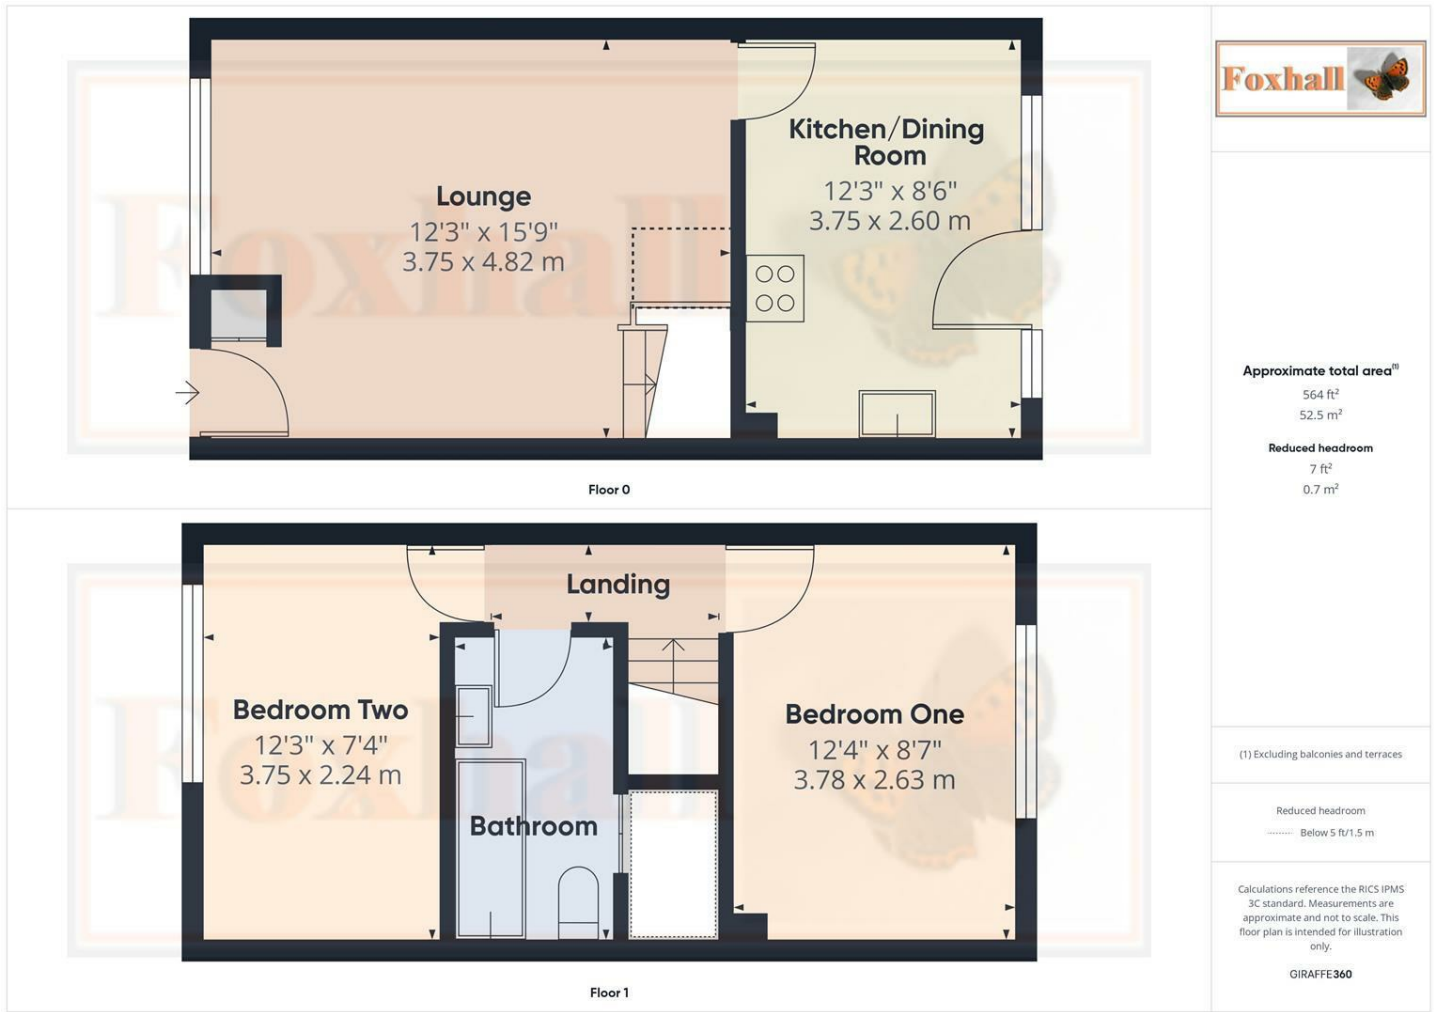 Foxhall
Lounge
12'3" x 15'9"
3.75 x 4.82 m
Kitchen/Dining
Room
12'3" x 8'6"
3.75 x 2.60 m
Floor 0
Landing
Bedroom Two
12'3" x 7'4"
3.75 x 2.24 m
Bathroom
Bedroom One
12'4" x 8'7"
3.78 x 2.63 m
Floor 1
Foxhall
Foxhall
Approximate total area⁽¹⁾
564 ft²
52.5 m²
Reduced headroom
7 ft²
0.7 m²
(1) Excluding balconies and terraces
Reduced headroom
Below 5 ft/1.5 m
Calculations reference the RICS IPMS
3C standard. Measurements are
approximate and not to scale. This
floor plan is intended for illustration
only.
GIRAFFE360